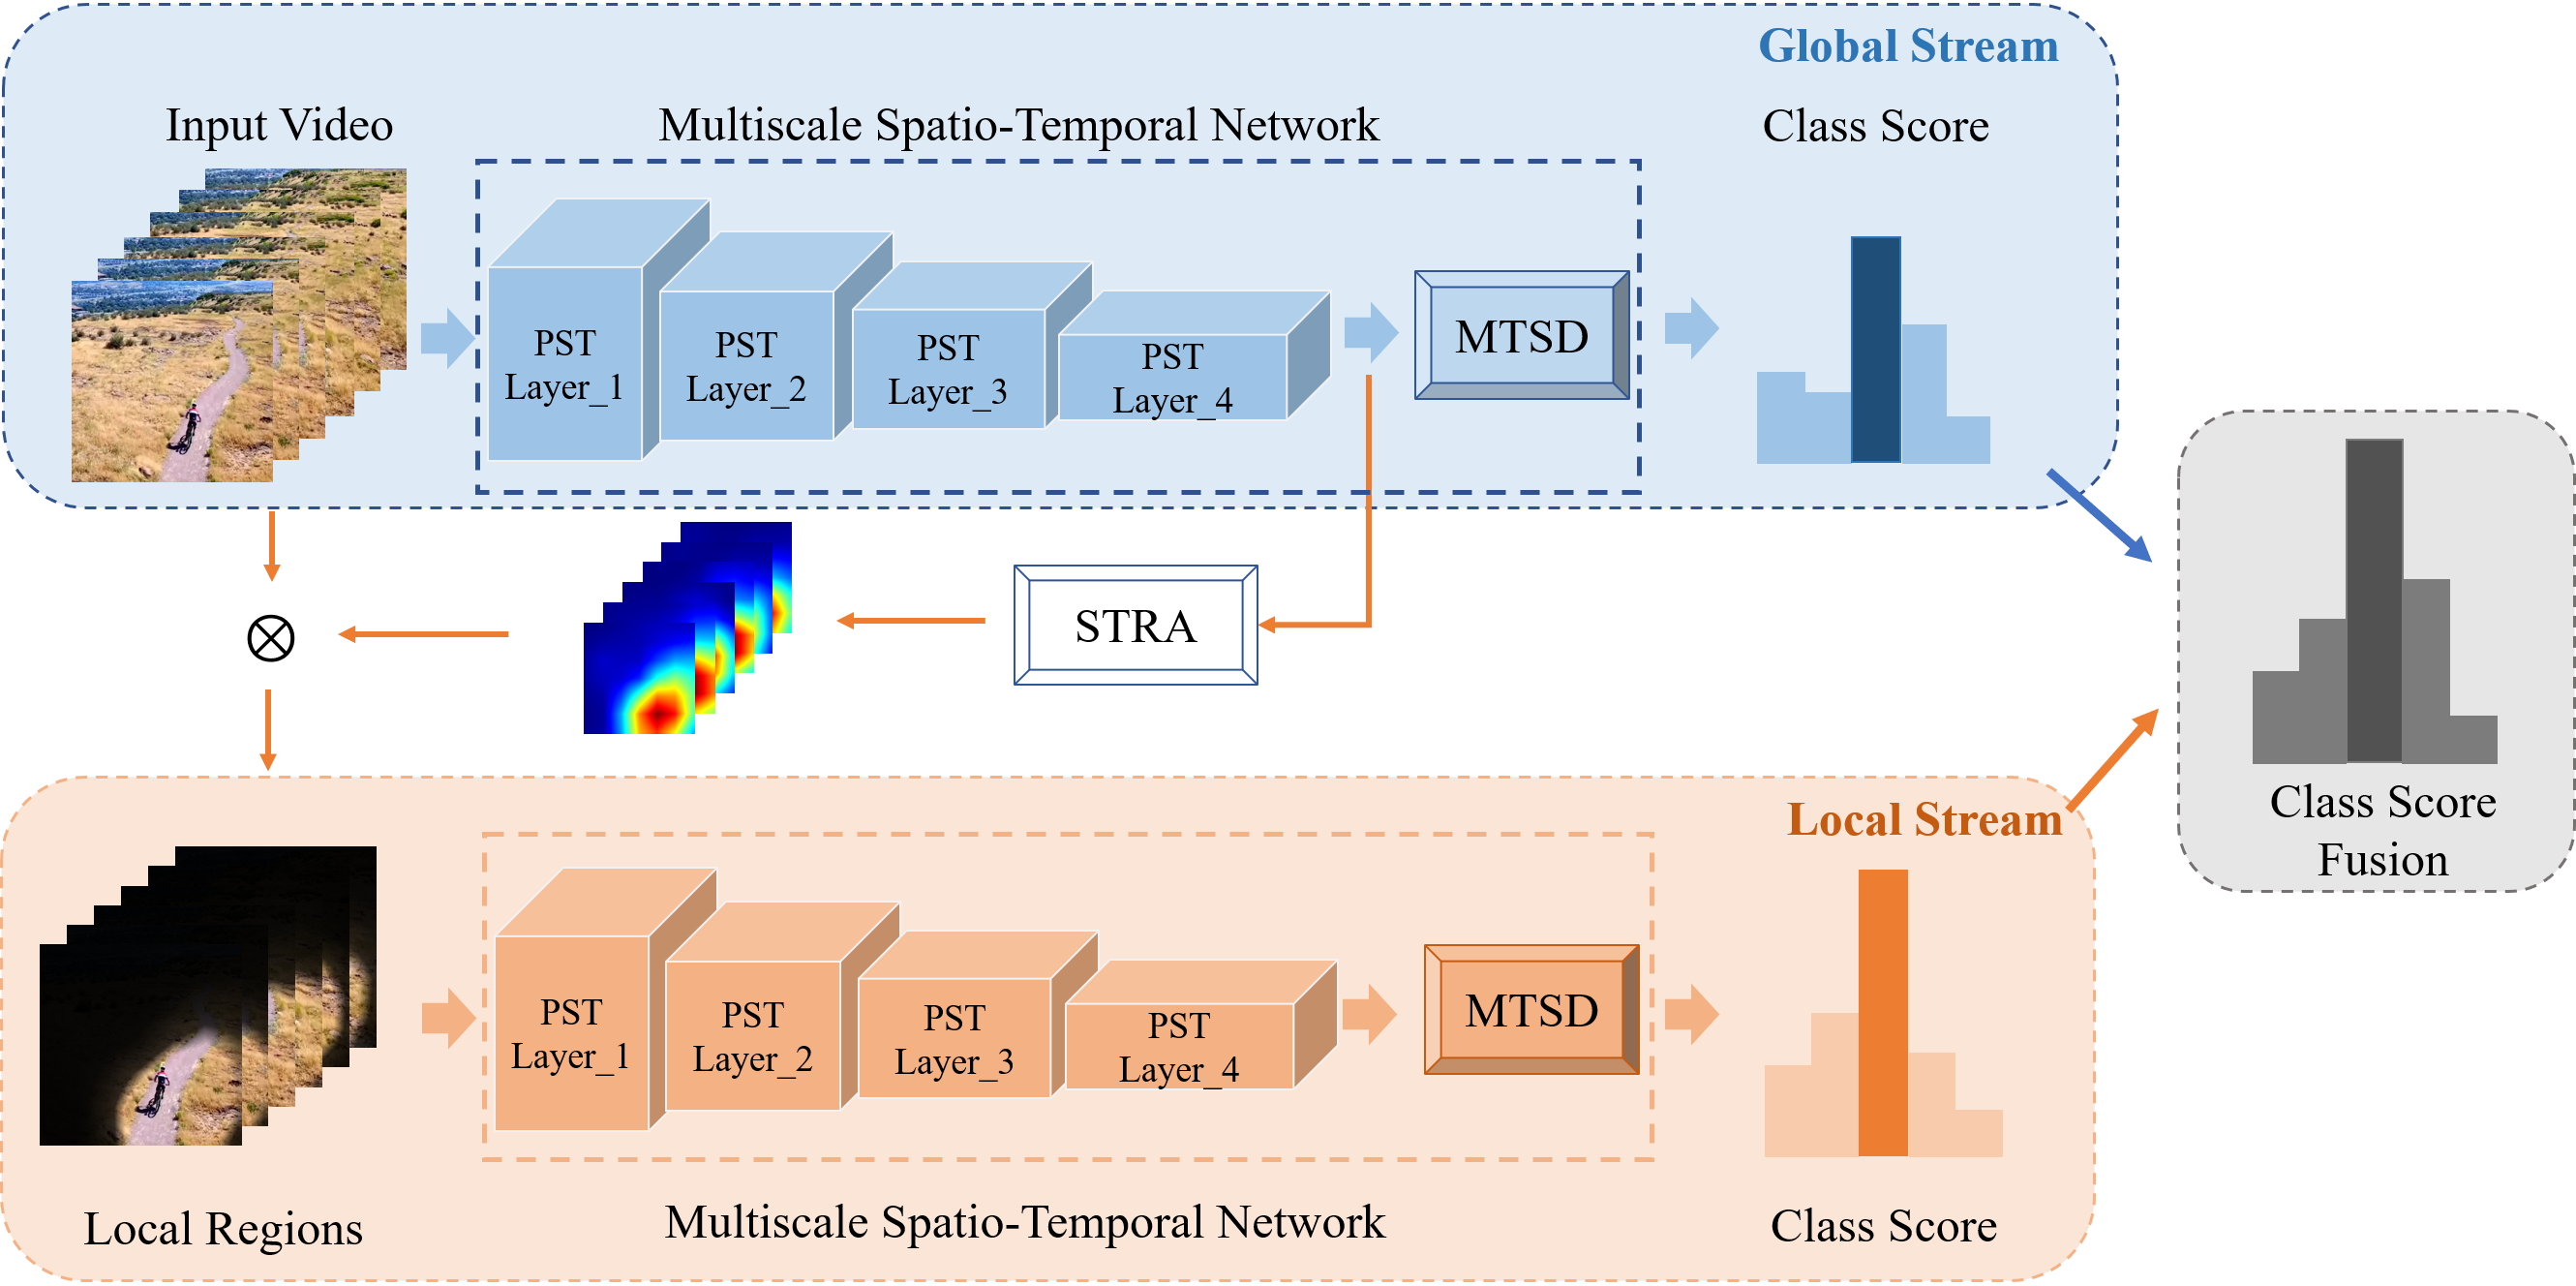 Global Stream
Input Video
Multiscale Spatio-Temporal Network
Class Score
PST
Layer_1
PST
Layer_2
PST
Layer_3
PST
Layer_4
MTSD
STRA
Class Score
Fusion
Local Stream
PST
Layer_1
PST
Layer_2
PST
Layer_3
PST
Layer_4
MTSD
Local Regions
Multiscale Spatio-Temporal Network
Class Score